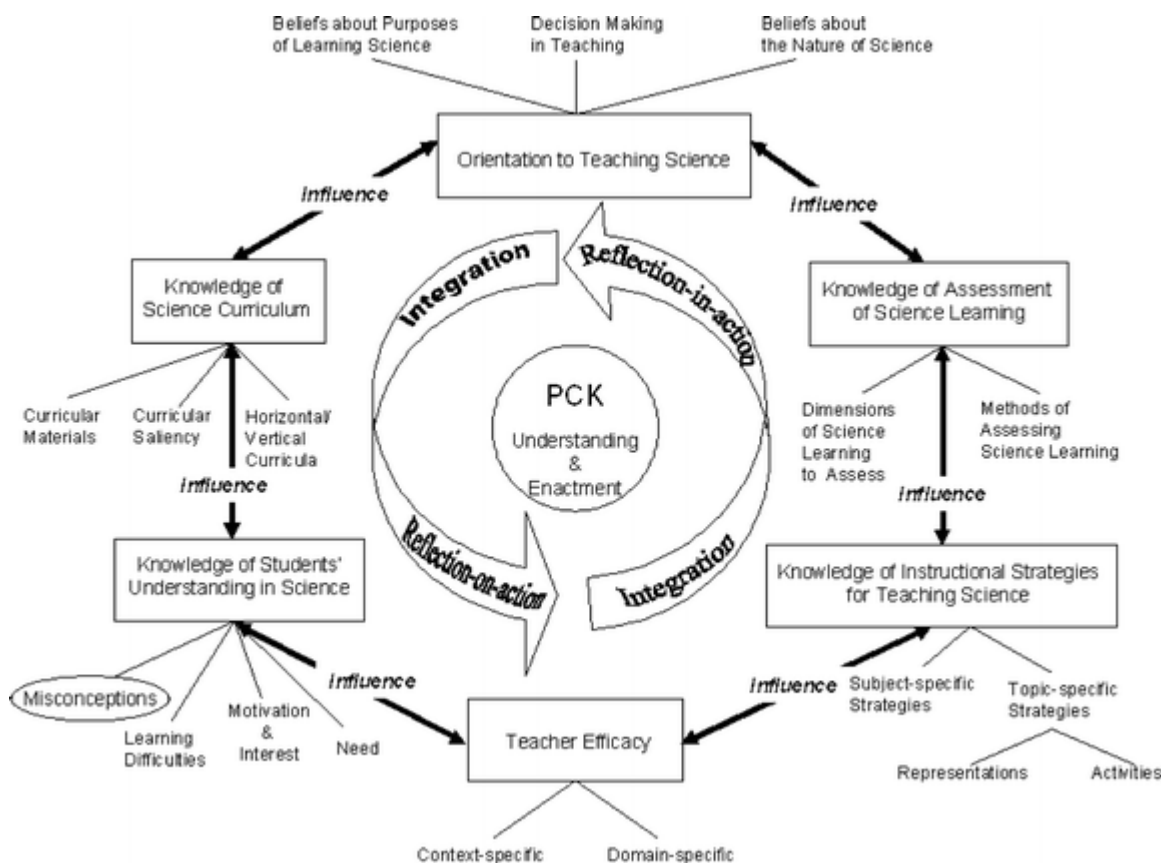 Beliefs about Purposes
of Learning Science
Decision Making
in Teaching
Beliefs about
the Nature of Science
Orientation to Teaching Science
Influence
Influence
Knowledge of
Science Curriculum
Integration
Reflection-in-action
Knowledge of Assessment
of Science Learning
PCK
Understanding
&
Enactment
Curricular
Materials
Curricular
Saliency
Horizontal/
Vertical
Curricula
Dimensions
of Science
Learning
to Assess
Methods of
Assessing
Science Learning
Influence
Influence
Knowledge of Students'
Understanding in Science
Reflection-on-action
Integration
Knowledge of Instructional Strategies
for Teaching Science
Misconceptions
Learning
Difficulties
Motivation
&
Interest
Need
Influence
Influence
Teacher Efficacy
Subject-specific
Strategies
Topic-specific
Strategies
Representations
Activities
Context-specific
Domain-specific